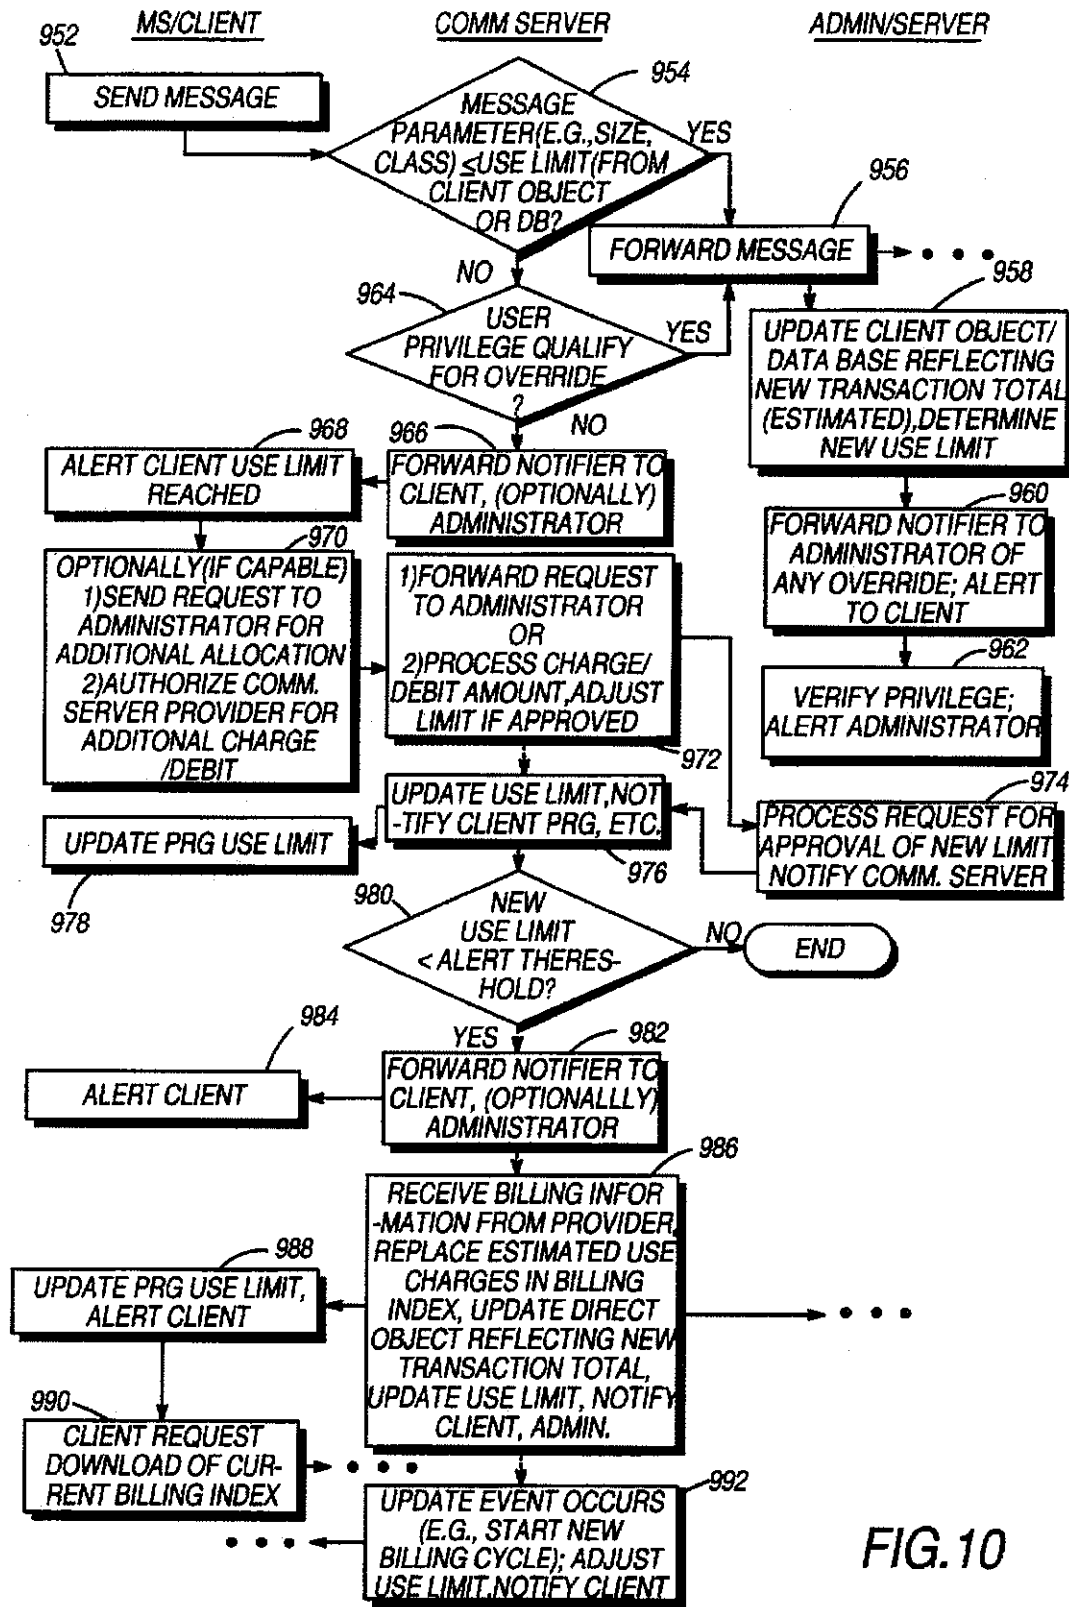 MS/CLIENT
COMM SERVER
ADMIN/SERVER
952
SEND MESSAGE
954
MESSAGE
PARAMETER(E.G.,SIZE,
CLASS) ≤USE LIMIT(FROM
CLIENT OBJECT
OR DB?
YES
NO
956
FORWARD MESSAGE
958
UPDATE CLIENT OBJECT/
DATA BASE REFLECTING
NEW TRANSACTION TOTAL
(ESTIMATED),DETERMINE
NEW USE LIMIT
964
USER
PRIVILEGE QUALIFY
FOR OVERRIDE
?
YES
NO
960
FORWARD NOTIFIER TO
ADMINISTRATOR OF
ANY OVERRIDE; ALERT
TO CLIENT
962
VERIFY PRIVILEGE;
ALERT ADMINISTRATOR
966
FORWARD NOTIFIER TO
CLIENT, (OPTIONALLY)
ADMINISTRATOR
968
ALERT CLIENT USE LIMIT
REACHED
970
OPTIONALLY(IF CAPABLE)
1)SEND REQUEST TO
ADMINISTRATOR FOR
ADDITIONAL ALLOCATION
2)AUTHORIZE COMM.
SERVER PROVIDER FOR
ADDITONAL CHARGE
/DEBIT
1)FORWARD REQUEST
TO ADMINISTRATOR
OR
2)PROCESS CHARGE/
DEBIT AMOUNT,ADJUST
LIMIT IF APPROVED
972
974
PROCESS REQUEST FOR
APPROVAL OF NEW LIMIT
NOTIFY COMM. SERVER
UPDATE USE LIMIT,NOT
-TIFY CLIENT PRG, ETC.
976
UPDATE PRG USE LIMIT
978
980
NEW
USE LIMIT
< ALERT THERES-
HOLD?
NO
END
YES
982
FORWARD NOTIFIER TO
CLIENT, (OPTIONALLLY)
ADMINISTRATOR
984
ALERT CLIENT
986
RECEIVE BILLING INFOR
-MATION FROM PROVIDER,
REPLACE ESTIMATED USE
CHARGES IN BILLING
INDEX, UPDATE DIRECT
OBJECT REFLECTING NEW
TRANSACTION TOTAL,
UPDATE USE LIMIT, NOTIFY
CLIENT, ADMIN.
988
UPDATE PRG USE LIMIT,
ALERT CLIENT
990
CLIENT REQUEST
DOWNLOAD OF CUR-
RENT BILLING INDEX
992
UPDATE EVENT OCCURS
(E.G., START NEW
BILLING CYCLE); ADJUST
USE LIMIT,NOTIFY CLIENT
FIG.10